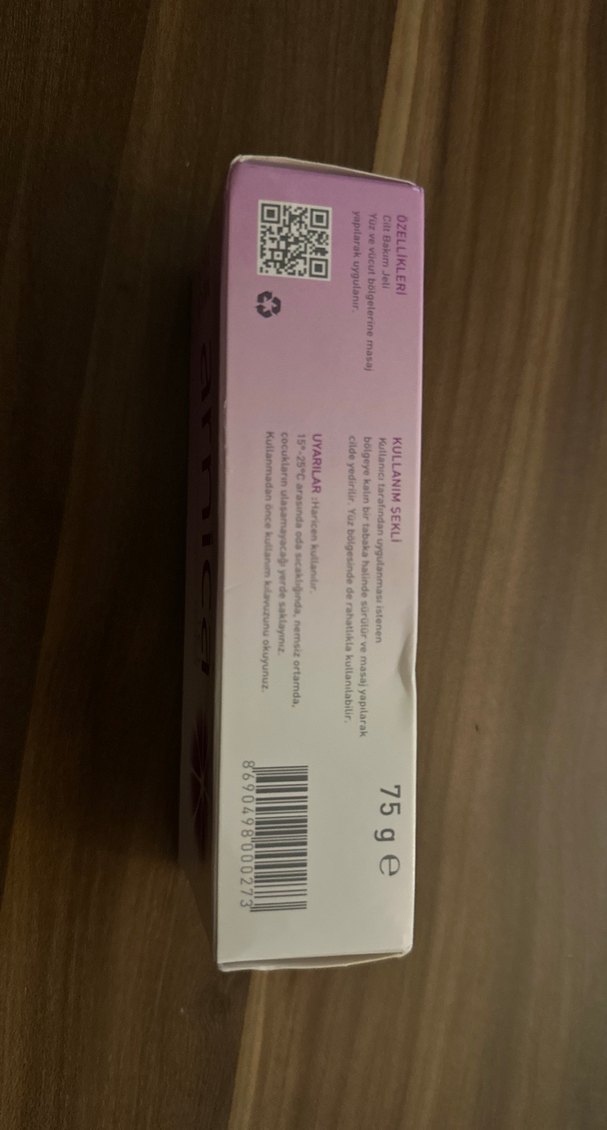 ÖZELLİKLERİ
Cilt Bakım Jeli
Yüz ve vücut bölgelerine masaj
yapılarak uygulanır.
KULLANIM ŞEKLİ
Kullanıcı tarafından uygulanması istenen
bölgeye kalın bir tabaka halinde sürülür ve masaj yapılarak
cilde yedirilir. Yüz bölgesinde de rahatlıkla kullanılabilir.
UYARILAR :Haricen kullanılır.
15°-25°C arasında oda sıcaklığında, nemsiz ortamda,
çocukların ulaşamayacağı yerde saklayınız.
Kullanmadan önce kullanım kılavuzunu okuyunuz.
75 g e
8690498000273
arnicel